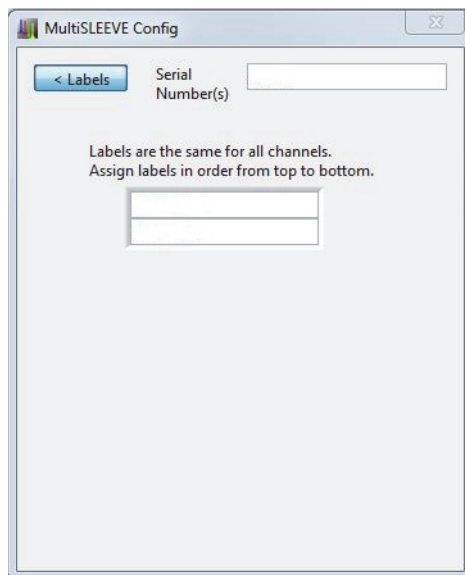 MultiSLEEVE Config
< Labels
Serial
Number(s)
Labels are the same for all channels.
Assign labels in order from top to bottom.